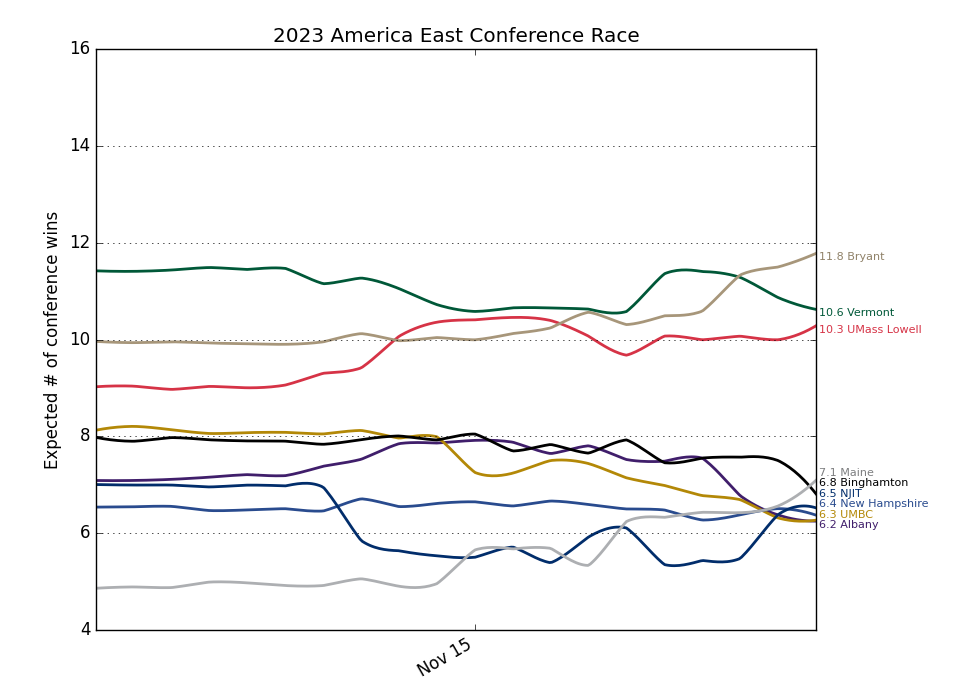 2023 America East Conference Race
Expected # of conference wins
16
14
12
10
8
6
4
Nov 15
11.8 Bryant
10.6 Vermont
10.3 UMass Lowell
7.1 Maine
6.8 Binghamton
6.5 NJIT
6.4 New Hampshire
6.3 UMBC
6.2 Albany